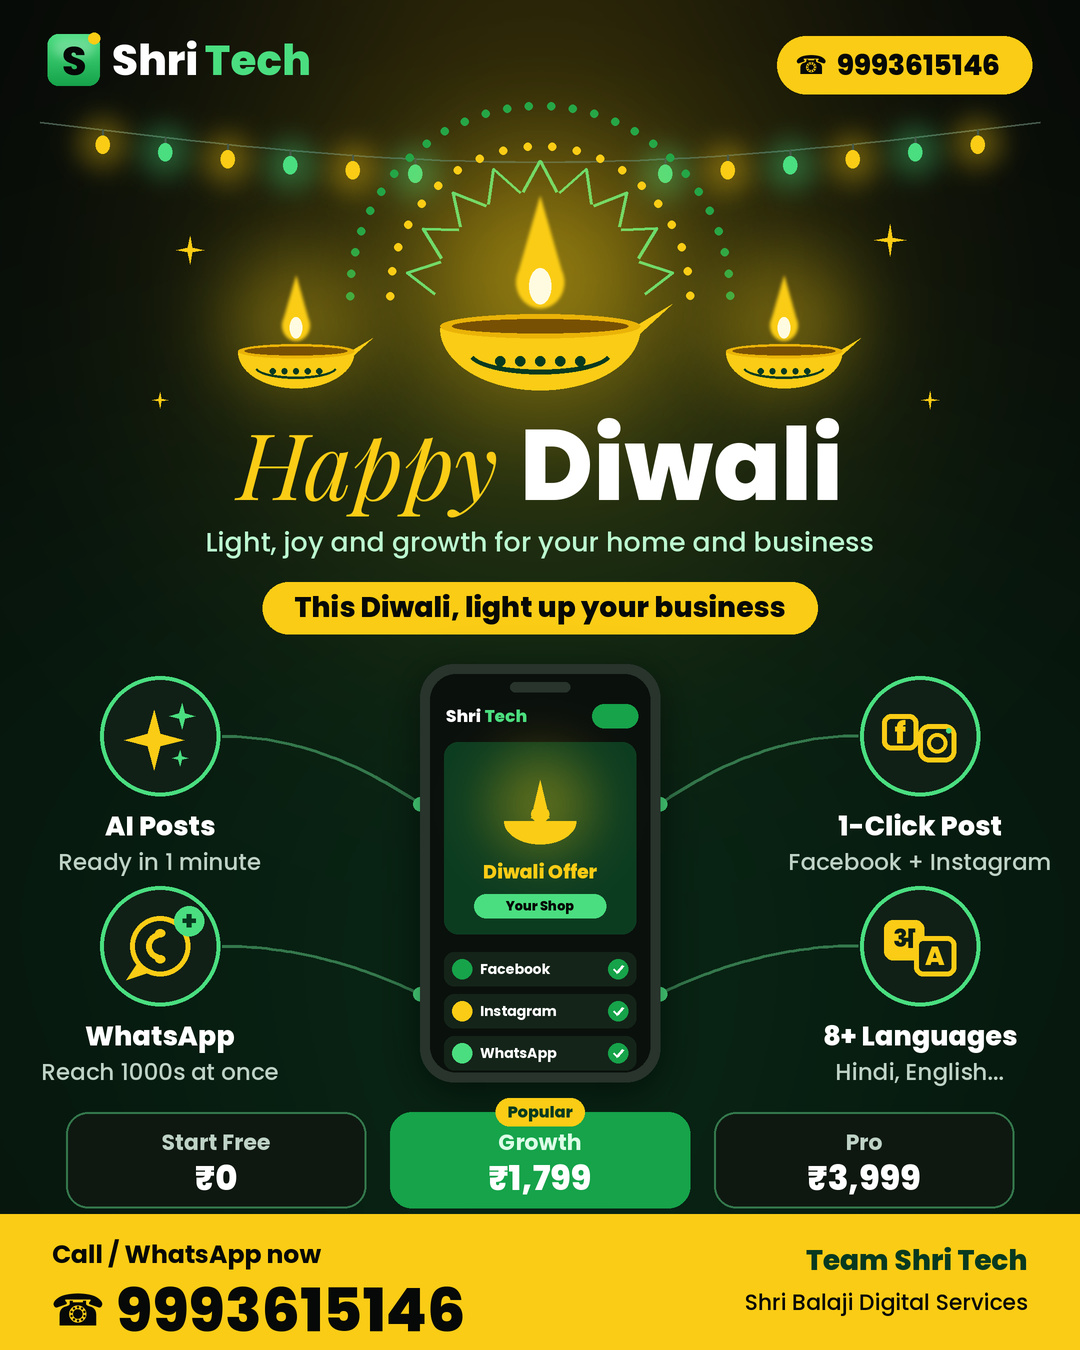 S Shri Tech
☎ 9993615146
Happy Diwali
Light, joy and growth for your home and business
This Diwali, light up your business
AI Posts
Ready in 1 minute
WhatsApp
Reach 1000s at once
Shri Tech
Diwali Offer
Your Shop
Facebook
Instagram
WhatsApp
f
1-Click Post
Facebook + Instagram
अ A
8+ Languages
Hindi, English...
Start Free
₹0
Popular
Growth
₹1,799
Pro
₹3,999
Call / WhatsApp now
☎ 9993615146
Team Shri Tech
Shri Balaji Digital Services